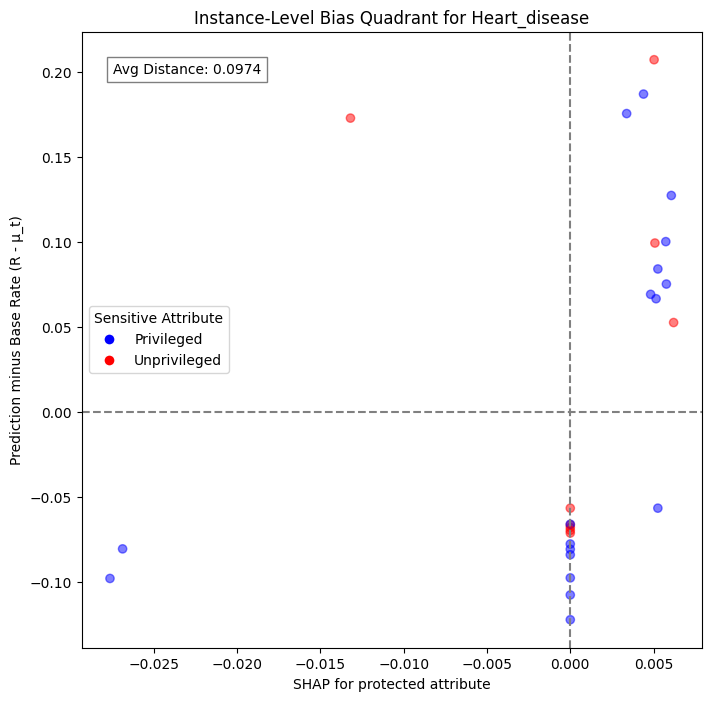 Instance-Level Bias Quadrant for Heart_disease
Avg Distance: 0.0974
Prediction minus Base Rate (R - μ_t)
0.20
0.15
0.10
0.05
0.00
−0.05
−0.10
Sensitive Attribute
Privileged
Unprivileged
−0.025
−0.020
−0.015
−0.010
−0.005
0.000
0.005
SHAP for protected attribute